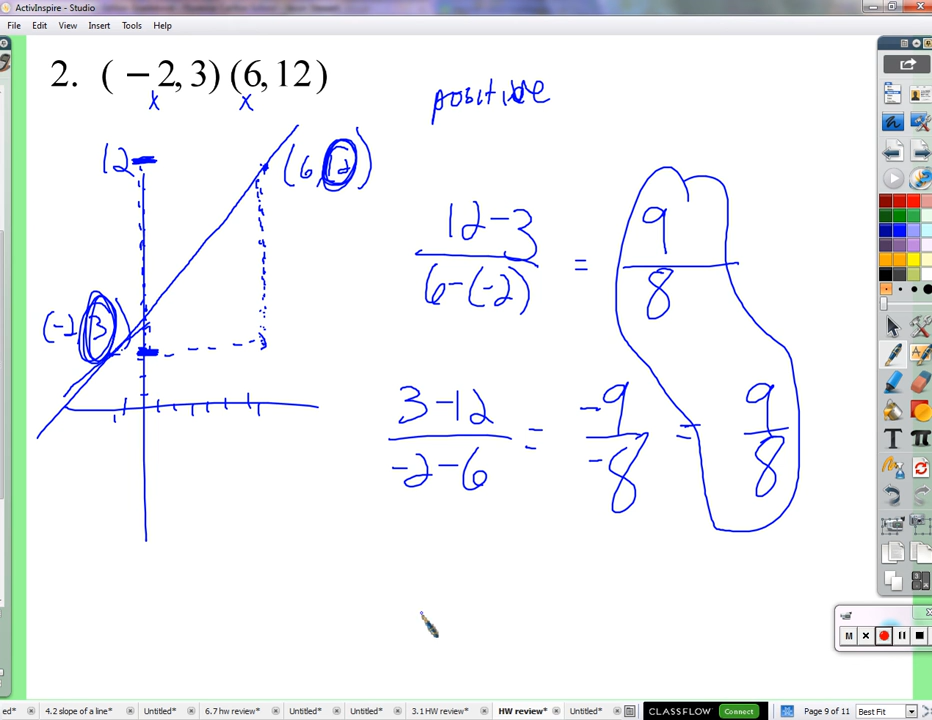 ActivInspire - Studio
File Edit View Insert Tools Help
2. (−2, 3) (6, 12)
x x
positive
12
(6, 12)
(-2, 3)
12-3
6-(-2)
=
9
8
3-12
-2-6
=
-9
-8
=
9
8
M
ed* 4.2 slope of a line* Untitled* 6.7 hw review* Untitled* Untitled* 3.1 HW review* HW review* Untitled* CLASSFLOW Connect Page 9 of 11 Best Fit